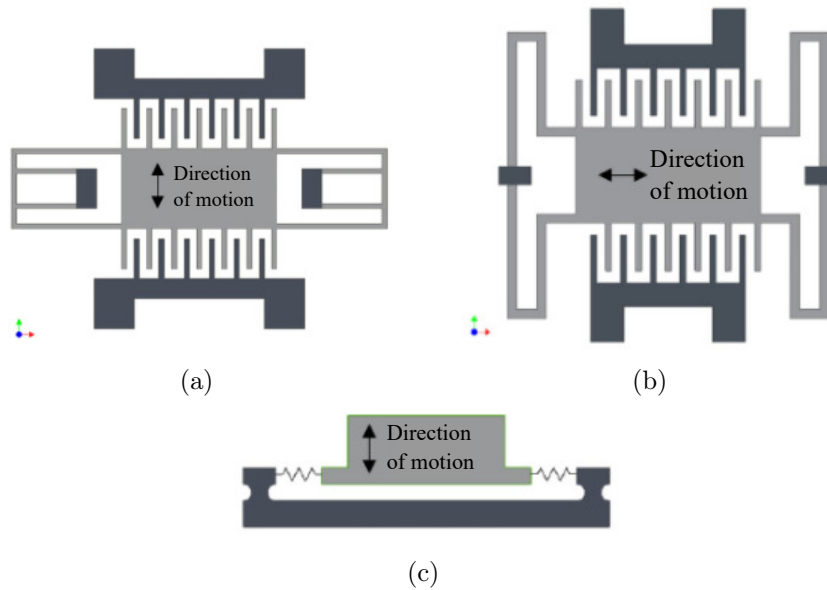 Direction
of motion
Direction
of motion
(a)
(b)
Direction
of motion
(c)